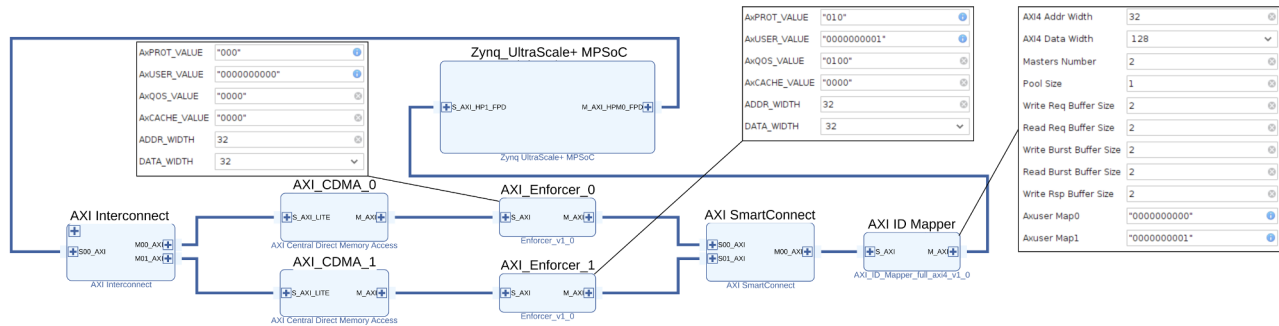 AxPROT_VALUE "000"
AxUSER_VALUE "0000000000"
AxQOS_VALUE "0000"
AxCACHE_VALUE "0000"
ADDR_WIDTH 32
DATA_WIDTH 32
Zynq_UltraScale+ MPSoC
S_AXI_HP1_FPD M_AXI_HPM0_FPD
Zynq UltraScale+ MPSoC
AxPROT_VALUE "010"
AxUSER_VALUE "0000000001"
AxQOS_VALUE "0100"
AxCACHE_VALUE "0000"
ADDR_WIDTH 32
DATA_WIDTH 32
AXI4 Addr Width 32
AXI4 Data Width 128
Masters Number 2
Pool Size 1
Write Req Buffer Size 2
Read Req Buffer Size 2
Write Burst Buffer Size 2
Read Burst Buffer Size 2
Write Rsp Buffer Size 2
Axuser Map0 "0000000000"
Axuser Map1 "0000000001"
AXI Interconnect
S00_AXI
M00_AXI
M01_AXI
AXI Interconnect
AXI_CDMA_0
S_AXI_LITE M_AXI
AXI Central Direct Memory Access
AXI_CDMA_1
S_AXI_LITE M_AXI
AXI Central Direct Memory Access
AXI_Enforcer_0
S_AXI M_AXI
Enforcer_v1_0
AXI_Enforcer_1
S_AXI M_AXI
Enforcer_v1_0
AXI SmartConnect
S00_AXI M00_AXI
S01_AXI
AXI SmartConnect
AXI ID Mapper
S_AXI M_AXI
AXI_ID_Mapper_full_axi4_v1_0